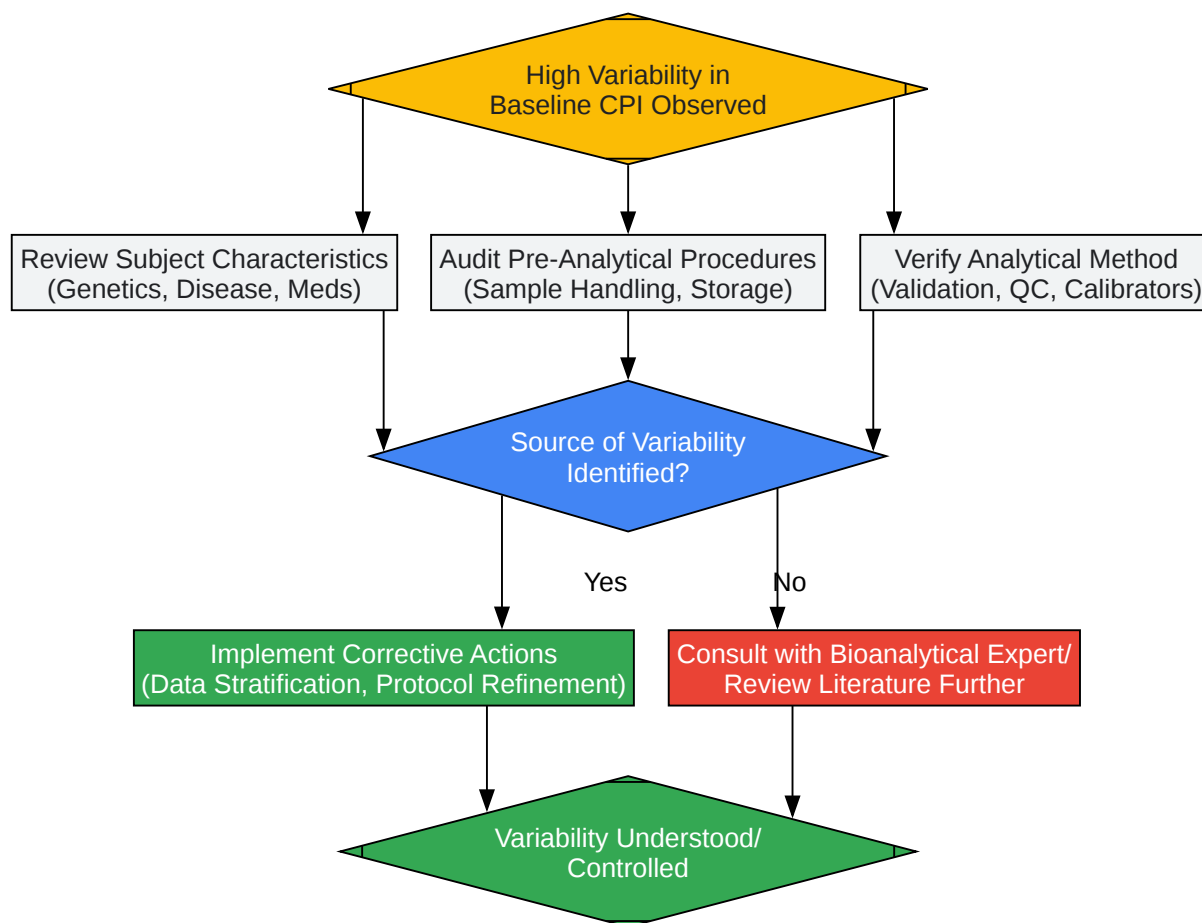 High Variability in
Baseline CPI Observed
Review Subject Characteristics
(Genetics, Disease, Meds)
Audit Pre-Analytical Procedures
(Sample Handling, Storage)
Verify Analytical Method
(Validation, QC, Calibrators)
Source of Variability
Identified?
Yes
No
Implement Corrective Actions
(Data Stratification, Protocol Refinement)
Consult with Bioanalytical Expert/
Review Literature Further
Variability Understood/
Controlled